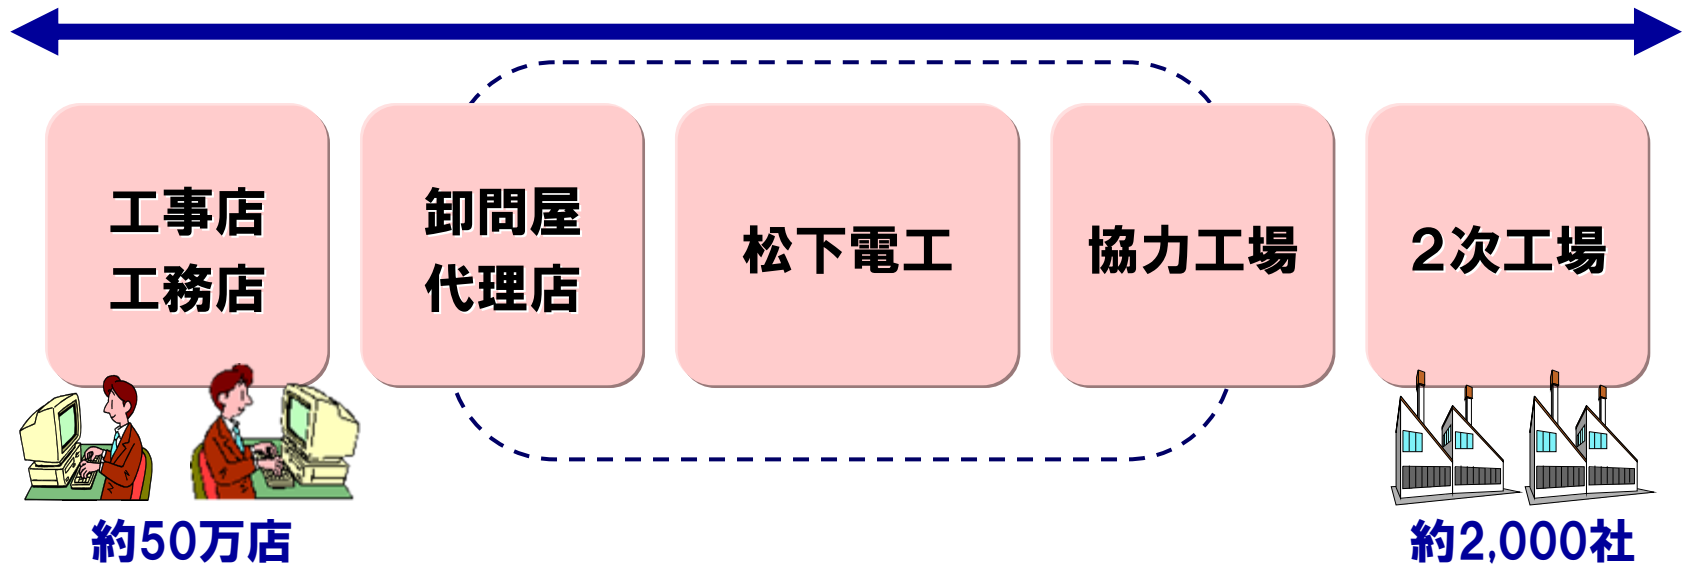 工事店
工務店
卸問屋
代理店
松下電工
協力工場
２次工場
約50万店
約2,000社